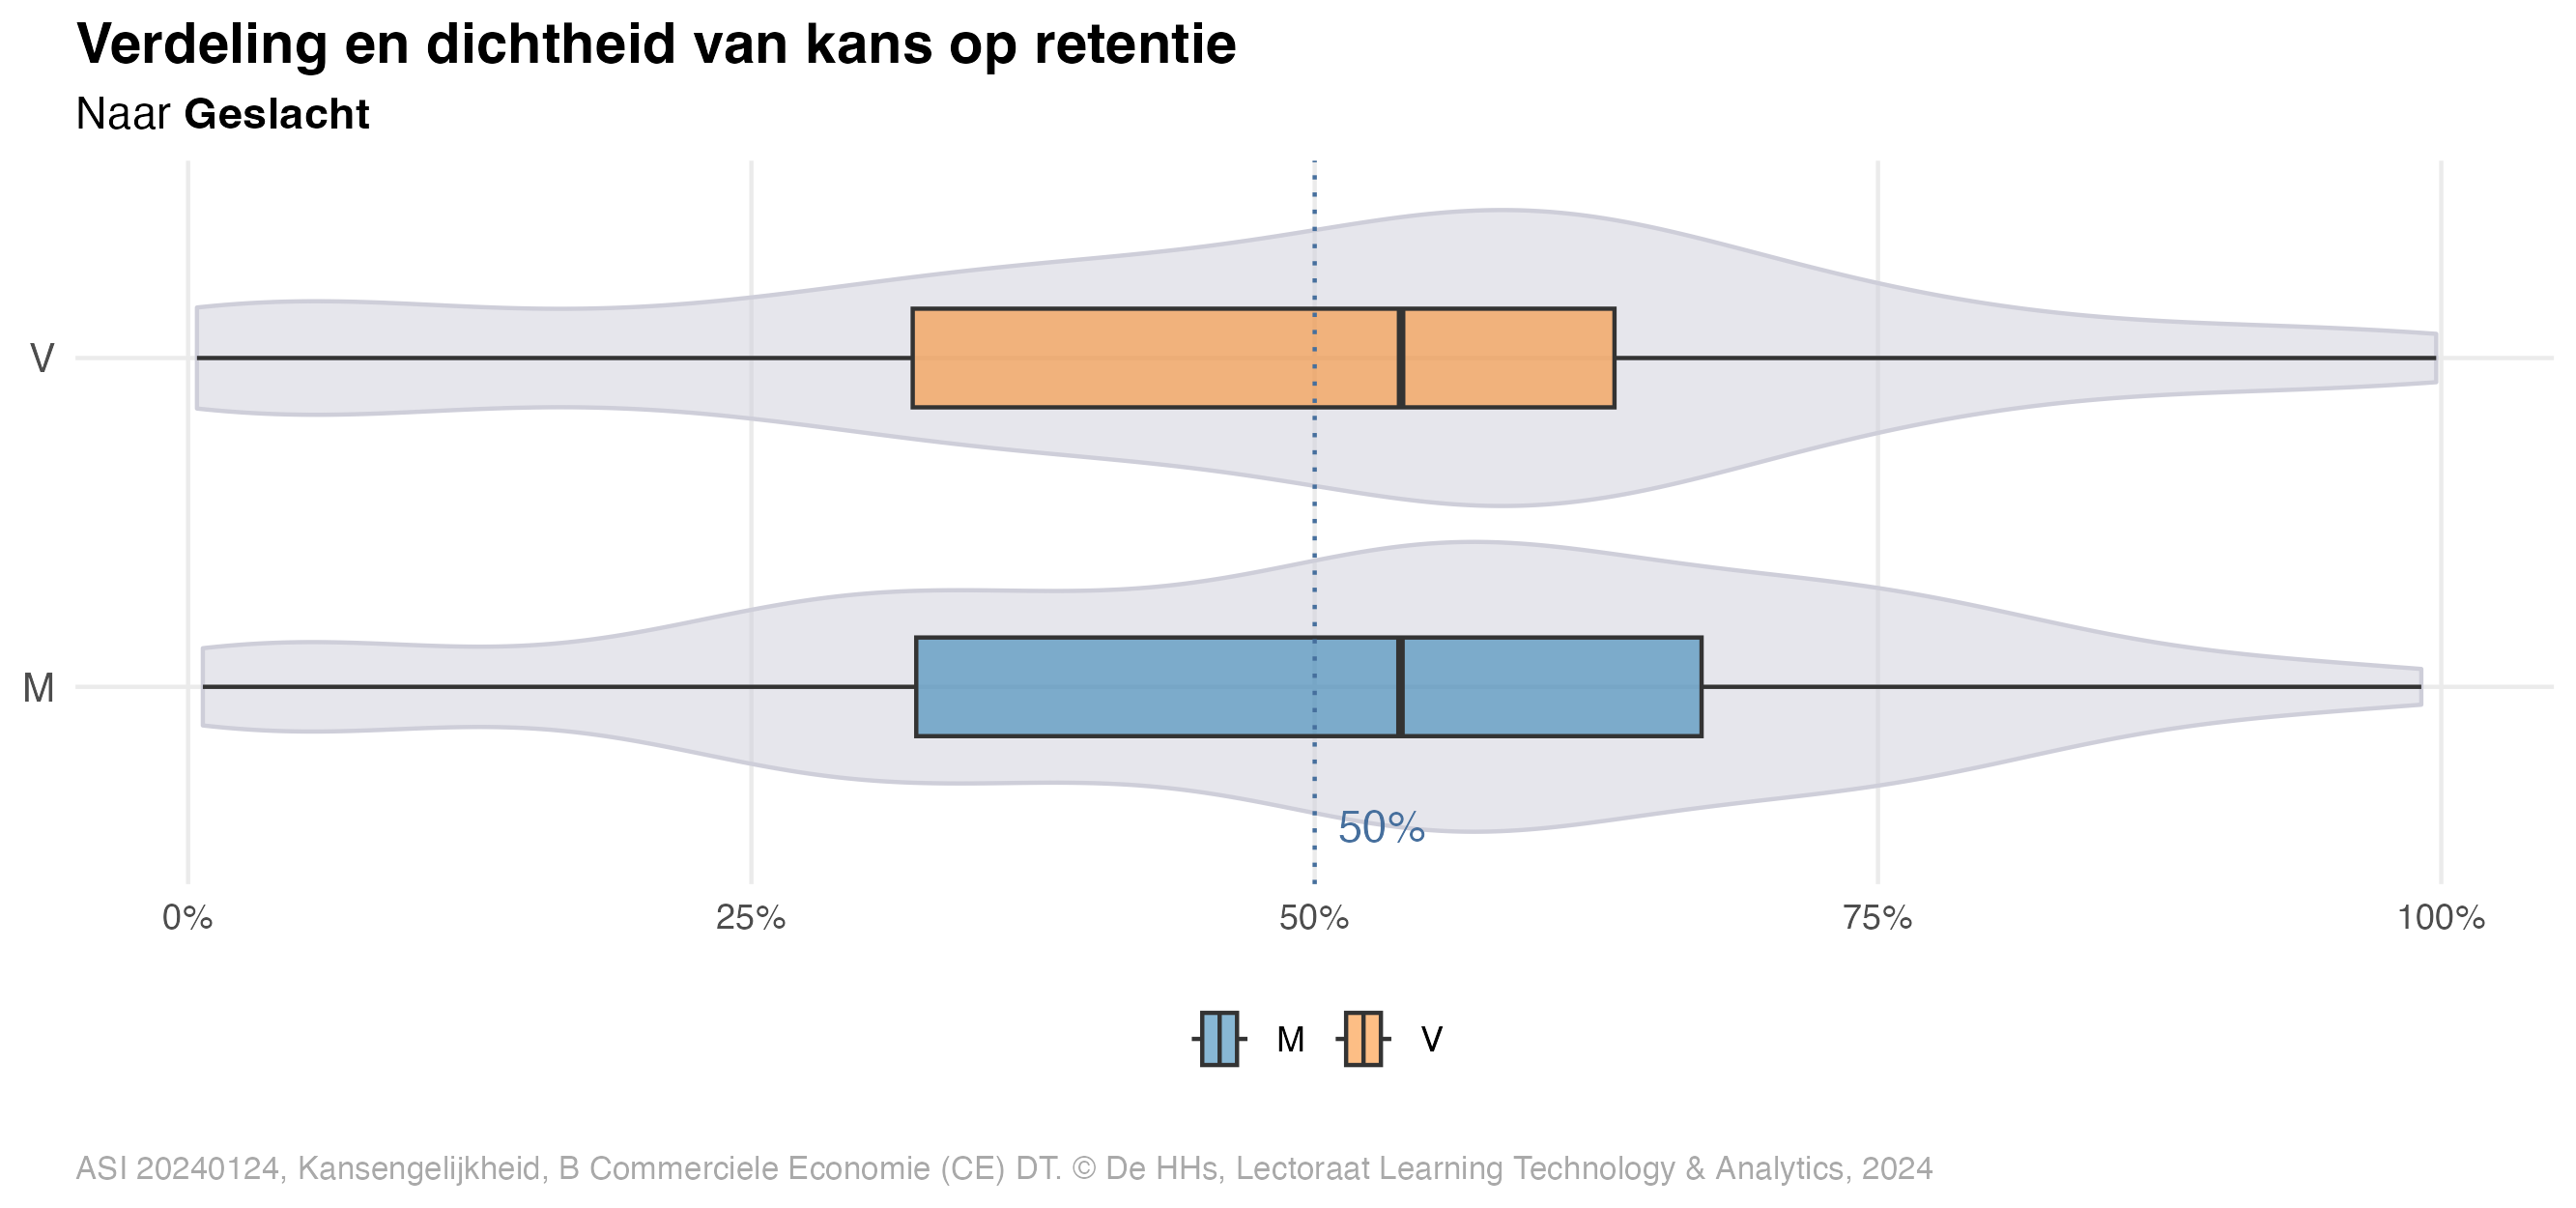 Verdeling en dichtheid van kans op retentie
Naar Geslacht
V
M
50%
0% 25% 50% 75% 100%
M V
ASI 20240124, Kansengelijkheid, B Commerciele Economie (CE) DT. © De HHs, Lectoraat Learning Technology & Analytics, 2024